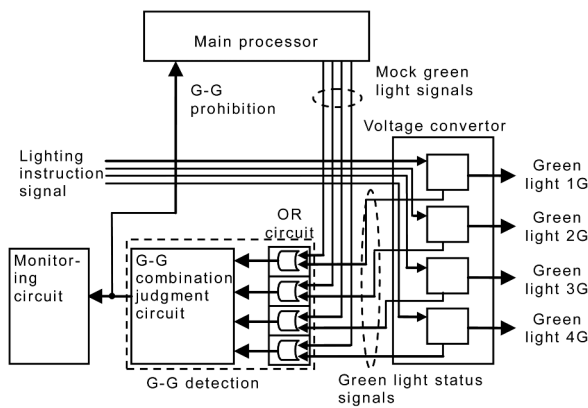 Main processor
G-G
prohibition
Mock green
light signals
Voltage convertor
Lighting
instruction
signal
Green
light 1G
Green
light 2G
Green
light 3G
Green
light 4G
OR
circuit
Monitor-
ing
circuit
G-G
combination
judgment
circuit
G-G detection
Green light status
signals